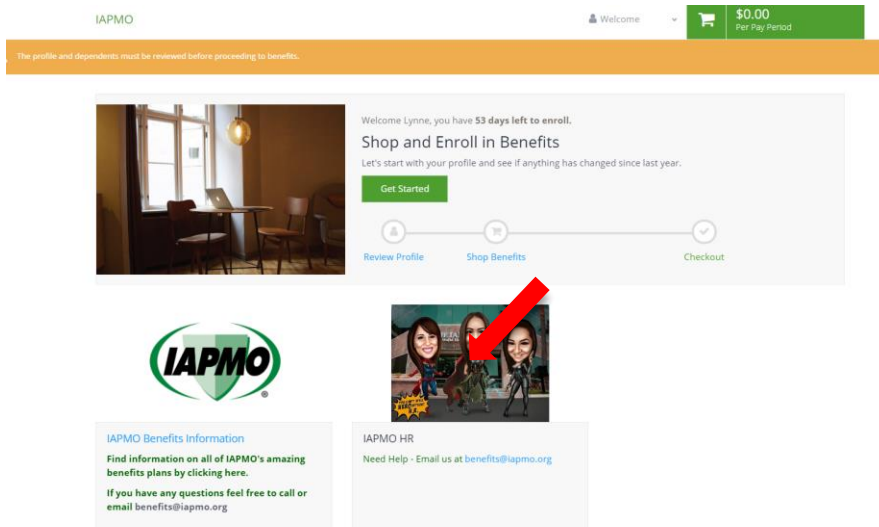 IAPMO
Welcome
$0.00
Per Pay Period
The profile and dependents must be reviewed before proceeding to benefits.
Welcome Lynne, you have 53 days left to enroll.
Shop and Enroll in Benefits
Let's start with your profile and see if anything has changed since last year.
Get Started
Review Profile
Shop Benefits
Checkout
IAPMO
®
IAPMO Benefits Information
Find information on all of IAPMO's amazing
benefits plans by clicking here.
If you have any questions feel free to call or
email benefits@iapmo.org
IAPMO HR
Need Help - Email us at benefits@iapmo.org